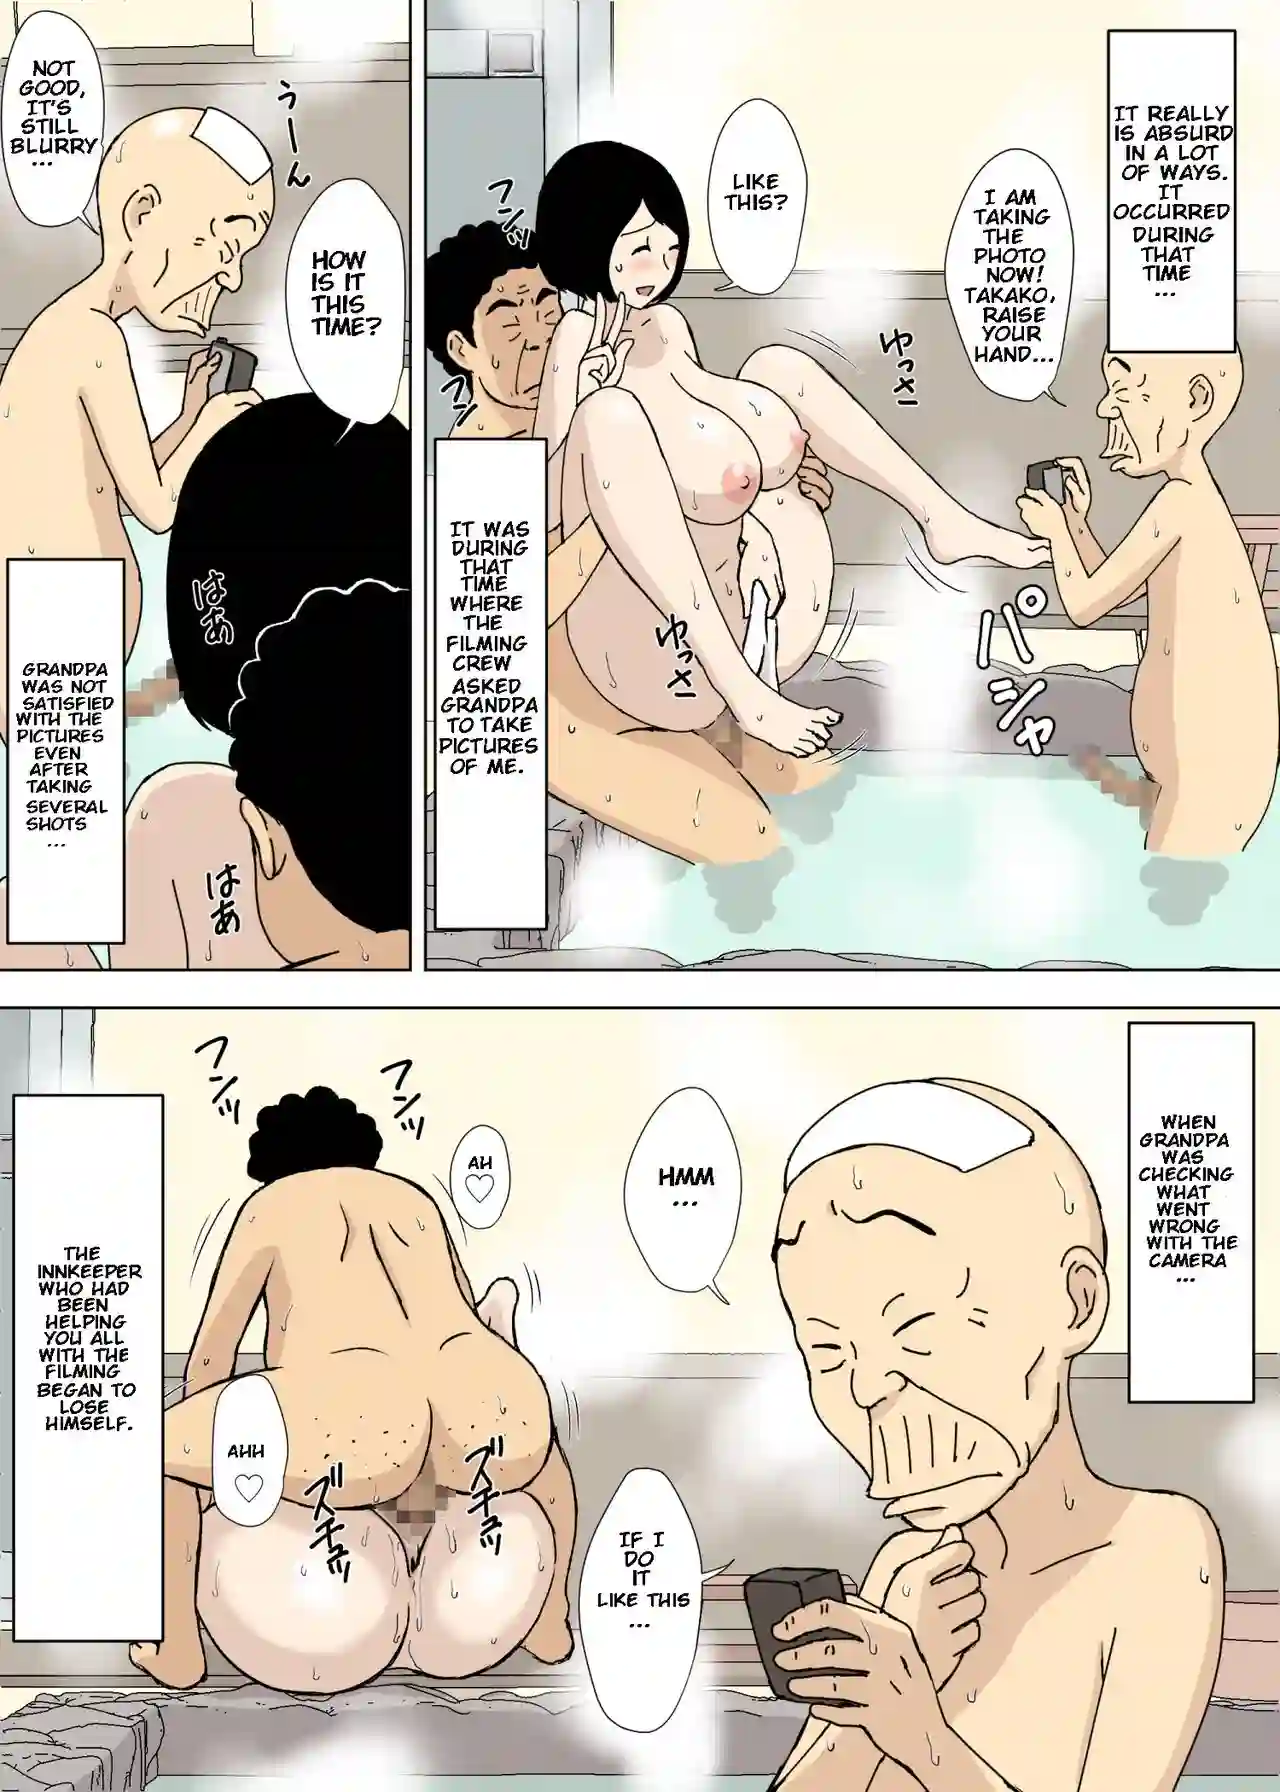 IT REALLY
IS ABSURD
IN A LOT
OF WAYS.
IT
OCCURRED
DURING
THAT
TIME
...
I AM
TAKING
THE
PHOTO
NOW!
TAKAKO,
RAISE
YOUR
HAND...
LIKE
THIS?
フンッ
フン
ゆっさ
ゆっさ
パシャ
IT WAS
DURING
THAT
TIME
WHERE
THE
FILMING
CREW
ASKED
GRANDPA
TO TAKE
PICTURES
OF ME.
HOW
IS IT
THIS
TIME?
うーん
NOT
GOOD,
IT'S
STILL
BLURRY
...
はぁ
はぁ
GRANDPA
WAS NOT
SATISFIED
WITH THE
PICTURES
EVEN
AFTER
TAKING
SEVERAL
SHOTS
...
WHEN
GRANDPA
WAS
CHECKING
WHAT
WENT
WRONG
WITH THE
CAMERA
...
HMM
...
IF I
DO
IT
LIKE THIS
...
フンッ
フンッ
AH
♡
AHH
♡
ズチュッ
ズチュッ
THE
INNKEEPER
WHO HAD
BEEN
HELPING
YOU ALL
WITH THE
FILMING
BEGAN TO
LOSE
HIMSELF.